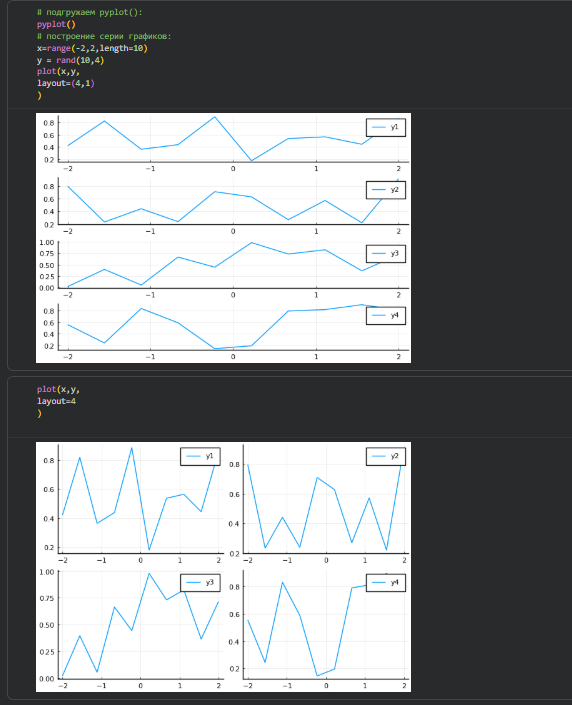 # подгружаем pyplot():
pyplot()
# построение серии графиков:
x=range(-2,2,length=10)
y = rand(10,4)
plot(x,y,
layout=(4,1)
)
0.8
0.6
0.4
0.2
y1
−2 −1 0 1 2
0.8
0.6
0.4
0.2
y2
−2 −1 0 1 2
1.00
0.75
0.50
0.25
0.00
y3
−2 −1 0 1 2
0.8
0.6
0.4
0.2
y4
−2 −1 0 1 2
plot(x,y,
layout=4
)
0.8
0.6
0.4
0.2
y1
−2 −1 0 1 2
0.8
0.6
0.4
0.2
y2
−2 −1 0 1 2
1.00
0.75
0.50
0.25
0.00
y3
−2 −1 0 1 2
0.8
0.6
0.4
0.2
y4
−2 −1 0 1 2